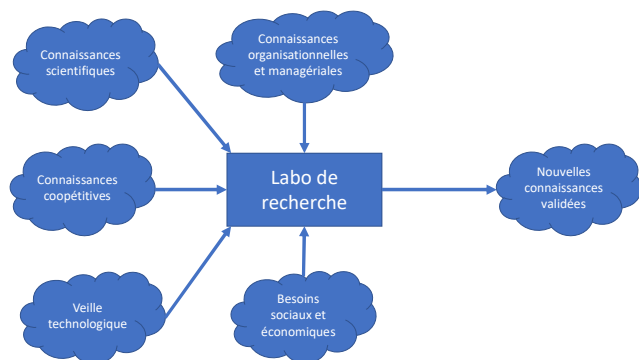 Connaissances
scientifiques
Connaissances
organisationnelles
et managériales
Connaissances
coopétitives
Labo de
recherche
Nouvelles
connaissances
validées
Veille
technologique
Besoins
sociaux et
économiques